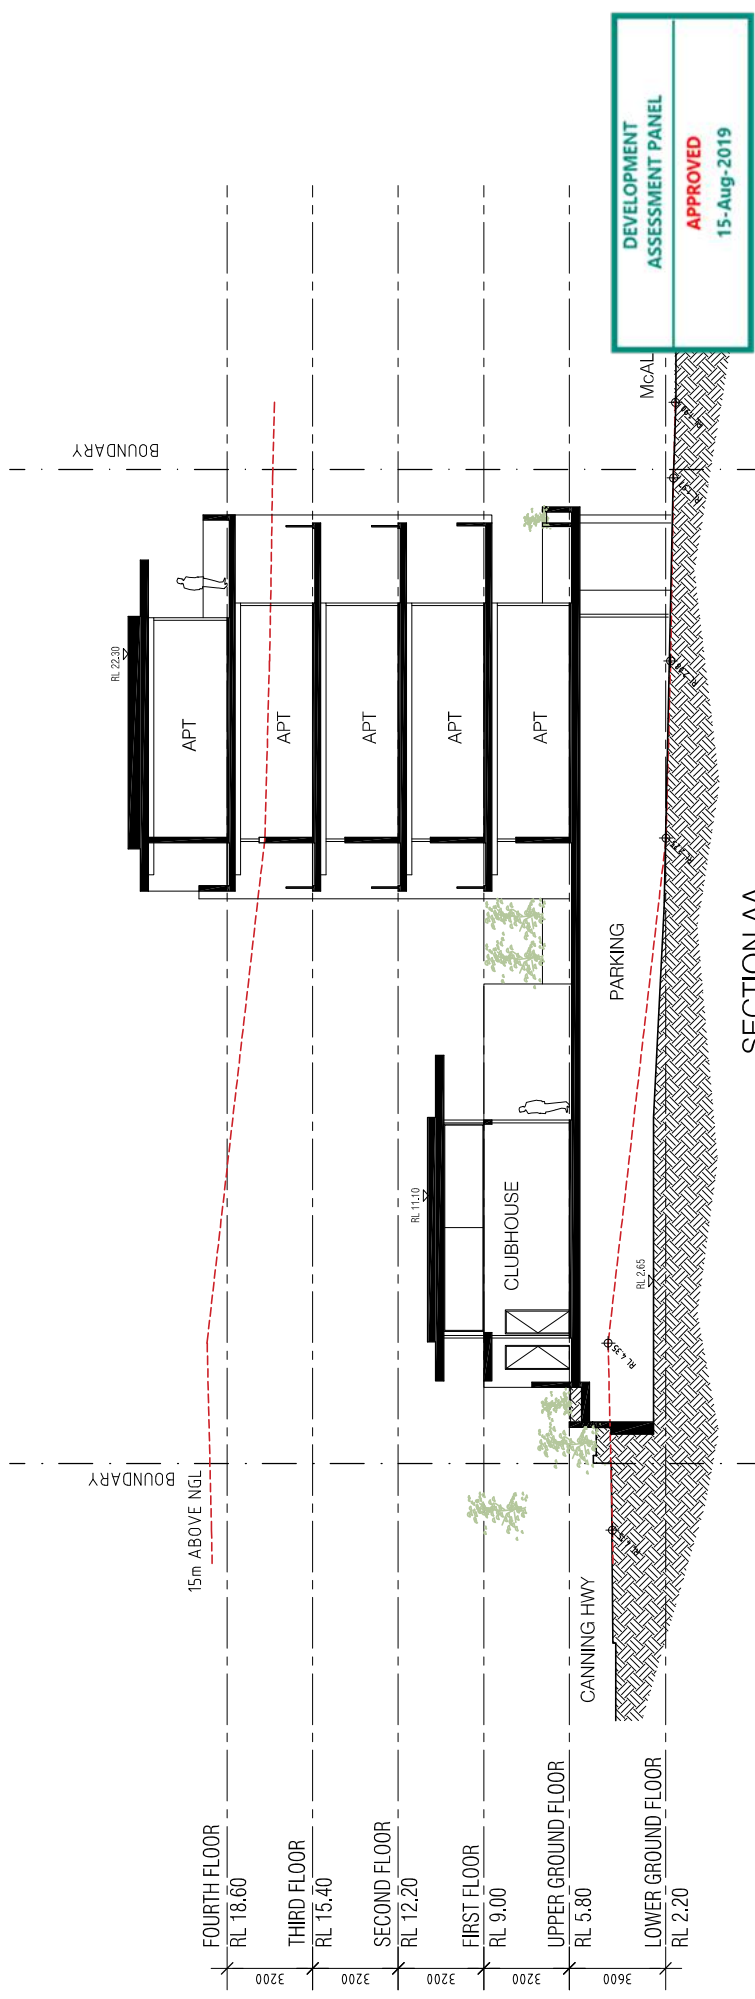 FOURTH FLOOR
RL 18.60
THIRD FLOOR
RL 15.40
SECOND FLOOR
RL 12.20
FIRST FLOOR
RL 9.00
UPPER GROUND FLOOR
RL 5.80
LOWER GROUND FLOOR
RL 2.20
3200
3200
3200
3200
3600
15m ABOVE NGL
BOUNDARY
CANNING HWY
RL 4.35
RL 2.65
RL 11.10
CLUBHOUSE
PARKING
RL 22.30
APT
APT
APT
APT
APT
BOUNDARY
McAL
SECTION AA
DEVELOPMENT
ASSESSMENT PANEL
APPROVED
15-Aug-2019